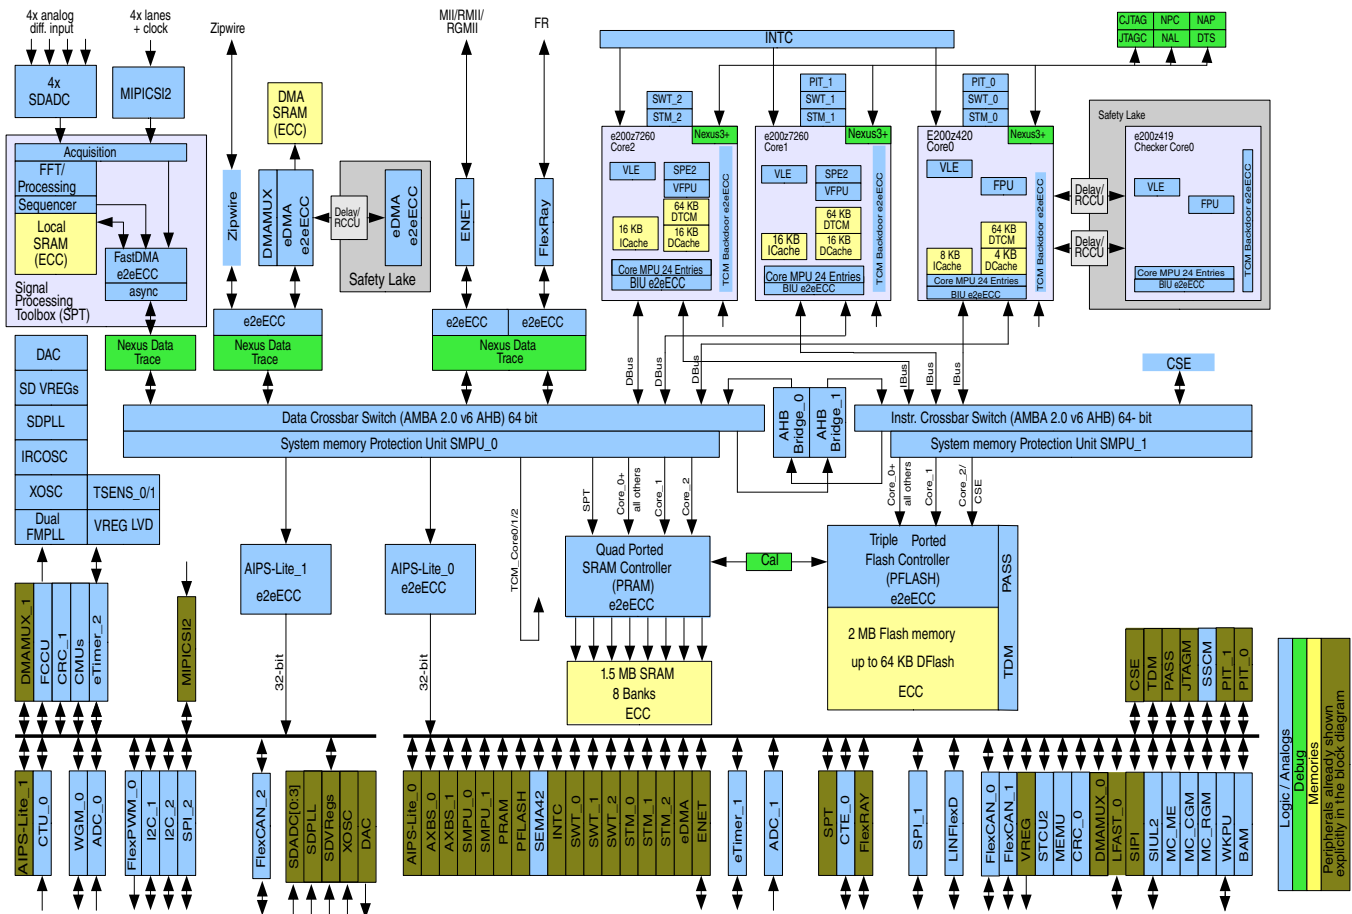 4x analog
diff. input
4x lanes
+ clock
Zipwire
MII/RMII/
RGMII
FR
INTC
CJTAG
NPC
NAP
JTAGC
NAL
DTS
4x
SDADC
MIPICSI2
DMA
SRAM
(ECC)
SWT_2
STM_2
PIT_1
SWT_1
STM_1
PIT_0
SWT_0
STM_0
Acquisition
FFT/
Processing
Sequencer
Local
SRAM
(ECC)
FastDMA
e2eECC
async
Signal
Processing
Toolbox (SPT)
Zipwire
DMAMUX
eDMA
e2eECC
Delay/
RCCU
eDMA
e2eECC
Safety Lake
ENET
FlexRay
e200z7260
Core2
Nexus3+
VLE
SPE2
VFPU
64 KB
DTCM
16 KB
ICache
16 KB
DCache
Core MPU 24 Entries
BIU e2eECC
TCM Backdoor e2eECC
e200z7260
Core1
Nexus3+
VLE
SPE2
VFPU
64 KB
DTCM
16 KB
ICache
16 KB
DCache
Core MPU 24 Entries
BIU e2eECC
TCM Backdoor e2eECC
E200z420
Core0
Nexus3+
VLE
FPU
64 KB
DTCM
8 KB
ICache
4 KB
DCache
Core MPU 24 Entries
BIU e2eECC
TCM Backdoor e2eECC
Delay/
RCCU
Delay/
RCCU
Safety Lake
e200z419
Checker Core0
VLE
FPU
Core MPU 24 Entries
BIU e2eECC
TCM Backdoor e2eECC
e2eECC
e2eECC
e2eECC
Nexus Data
Trace
Nexus Data
Trace
Nexus Data
Trace
DAC
SD VREGs
SDPLL
IRCOSC
XOSC
TSENS_0/1
Dual
FMPLL
VREG LVD
DBus
DBus
DBus
IBus
IBus
IBus
CSE
Data Crossbar Switch (AMBA 2.0 v6 AHB) 64 bit
System memory Protection Unit SMPU_0
AHB
Bridge_0
AHB
Bridge_1
Instr. Crossbar Switch (AMBA 2.0 v6 AHB) 64- bit
System memory Protection Unit SMPU_1
TCM_Core0/1/2
SPT
Core_0+
all others
Core_1
Core_2
Core_0+
all others
Core_1
Core_2/
CSE
AIPS-Lite_1
e2eECC
AIPS-Lite_0
e2eECC
Quad Ported
SRAM Controller
(PRAM)
e2eECC
Cal
Triple Ported
Flash Controller
(PFLASH)
e2eECC
PASS
TDM
2 MB Flash memory
up to 64 KB DFlash
ECC
1.5 MB SRAM
8 Banks
ECC
32-bit
32-bit
DMAMUX_1
FCCU
CRC_1
CMUs
eTimer_2
MIPICSI2
CSE
TDM
PASS
JTAGM
SSCM
PIT_1
PIT_0
AIPS-Lite_1
CTU_0
WGM_0
ADC_0
FlexPWM_0
I2C_1
I2C_2
SPI_2
FlexCAN_2
SDADC[0:3]
SDPLL
SDVRegs
XOSC
DAC
AIPS-Lite_0
AXBS_0
AXBS_1
SMPU_0
SMPU_1
PRAM
PFLASH
SEMA42
INTC
SWT_0
SWT_1
SWT_2
STM_0
STM_1
STM_2
eDMA
ENET
eTimer_1
ADC_1
SPT
CTE_0
FlexRAY
SPI_1
LINFlexD
FlexCAN_0
FlexCAN_1
VREG
STCU2
MEMU
CRC_0
DMAMUX_0
LFAST_0
SIPI
SIUL2
MC_ME
MC_CGM
MC_RGM
WKPU
BAM
Logic / Analogs
Debug
Memories
Peripherals already shown
explicitly in the block diagram